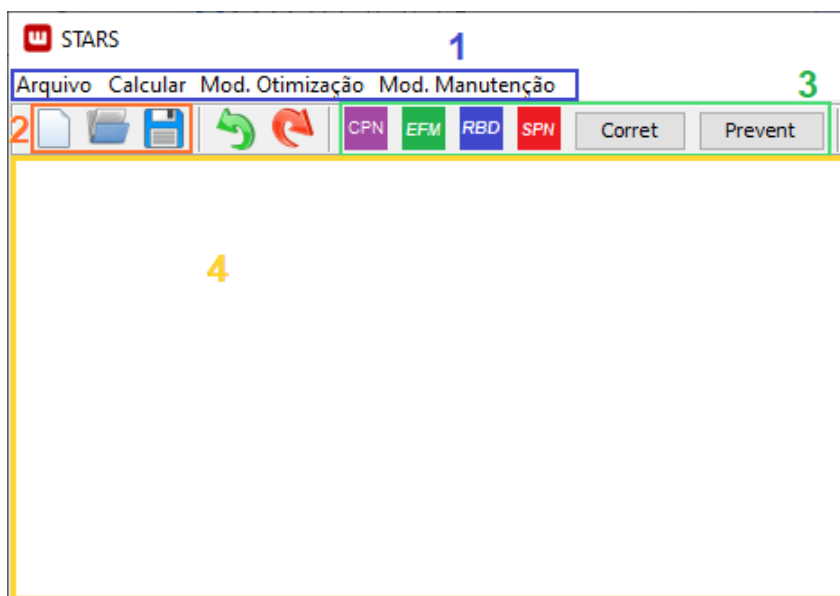 STARS
1
Arquivo Calcular Mod. Otimização Mod. Manutenção
3
2
CPN EFM RBD SPN Corret Prevent
4